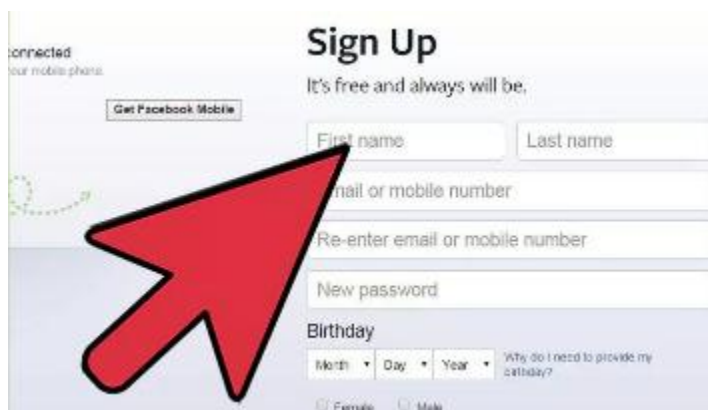 onnected
our mobile phone.
Get Facebook Mobile
Sign Up
It's free and always will be.
First name
Last name
mail or mobile number
Re-enter email or mobile number
New password
Birthday
Month Day Year
Why do I need to provide my
birthday?
Female Male